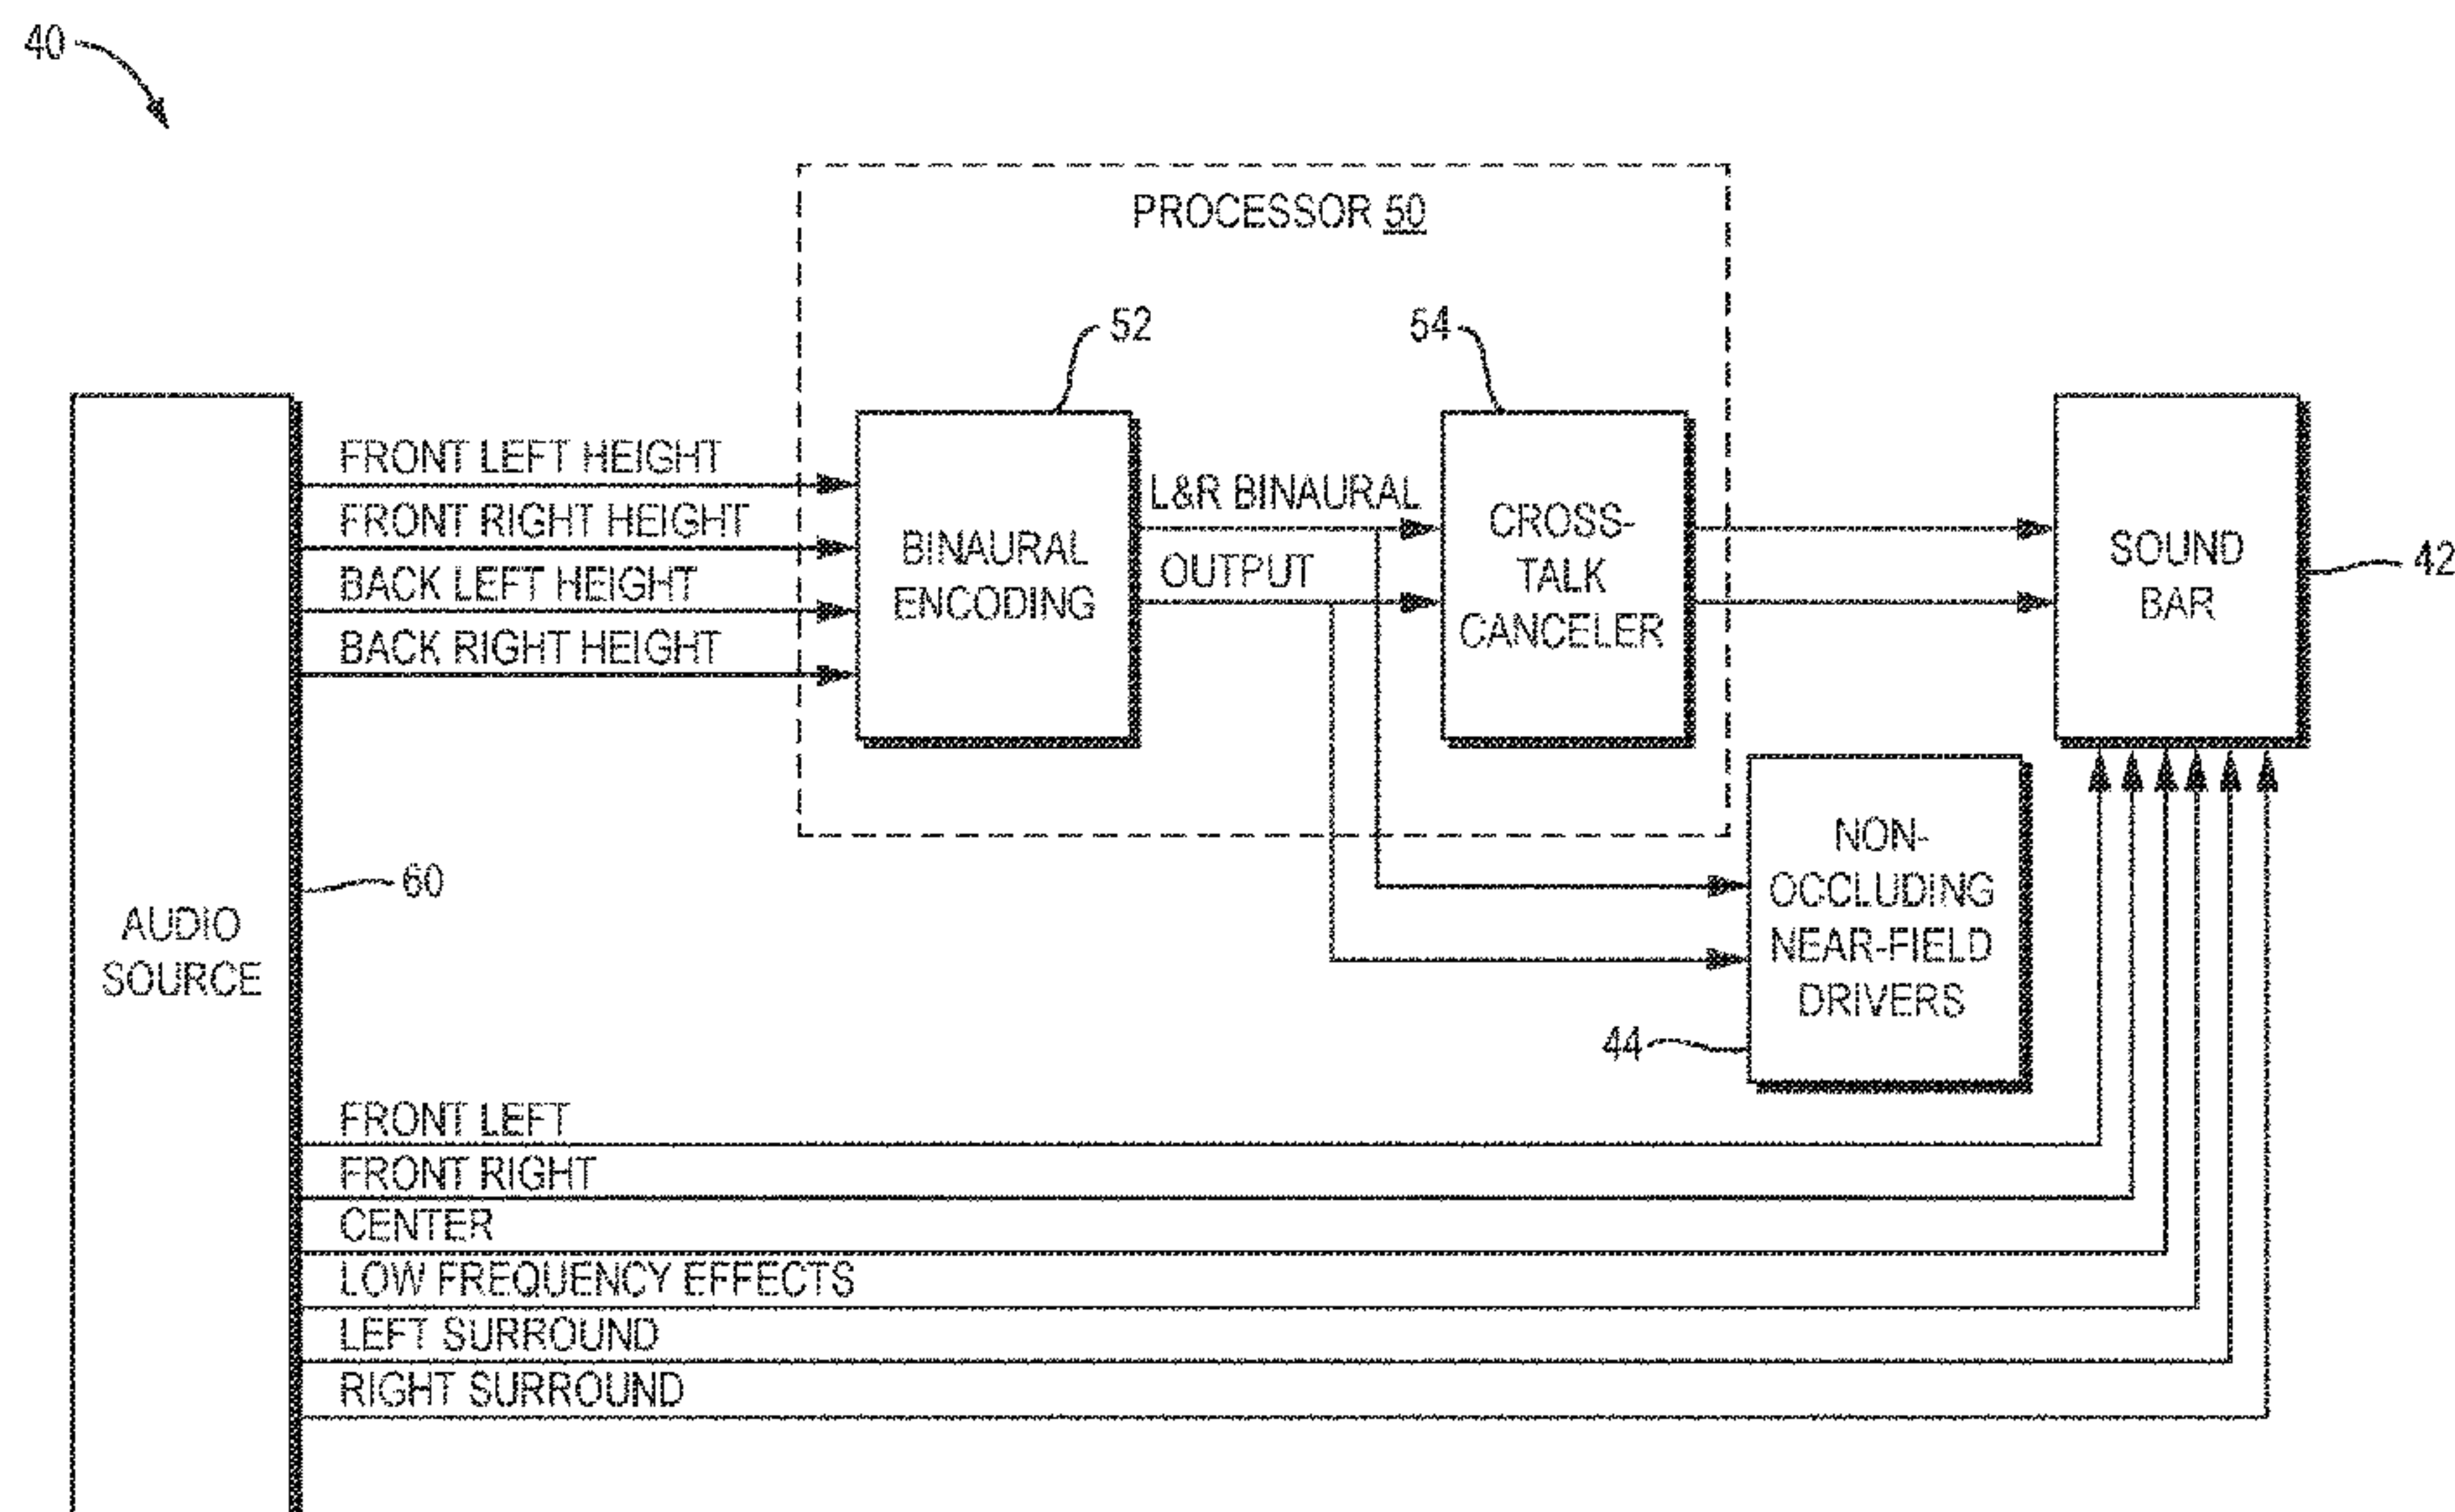 40
PROCESSOR 50
52
54
FRONT LEFT HEIGHT
FRONT RIGHT HEIGHT
BACK LEFT HEIGHT
BACK RIGHT HEIGHT
BINAURAL
ENCODING
L&R BINAURAL
OUTPUT
CROSS-
TALK
CANCELER
SOUND
BAR
42
60
AUDIO
SOURCE
NON-
OCCLUDING
NEAR-FIELD
DRIVERS
44
FRONT LEFT
FRONT RIGHT
CENTER
LOW FREQUENCY EFFECTS
LEFT SURROUND
RIGHT SURROUND